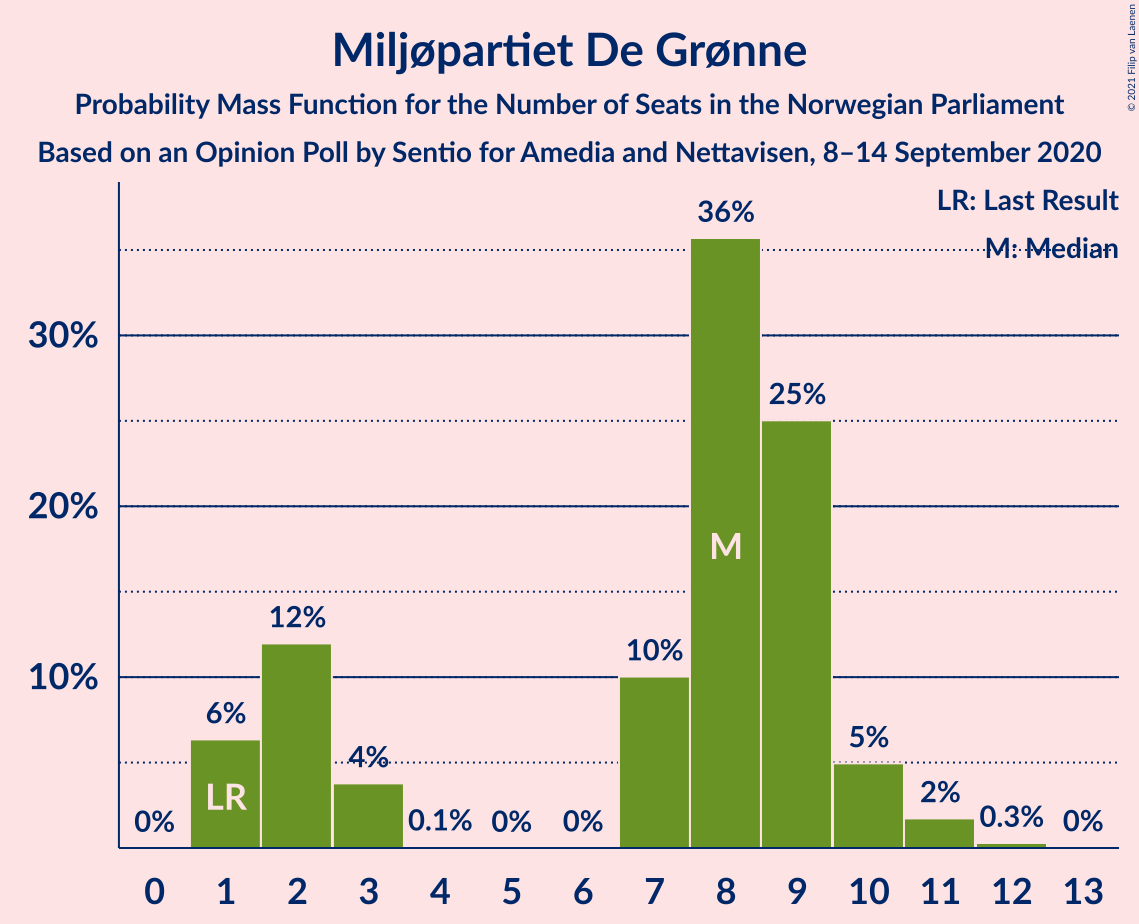 Miljøpartiet De Grønne
Probability Mass Function for the Number of Seats in the Norwegian Parliament
Based on an Opinion Poll by Sentio for Amedia and Nettavisen, 8–14 September 2020
© 2021 Filip van Laenen
LR: Last Result
M: Median
36%
30%
25%
20%
M
12%
10%
10%
6%
4%
5%
2%
LR
0%
0.1%
0%
0%
0.3%
0%
0 1 2 3 4 5 6 7 8 9 10 11 12 13